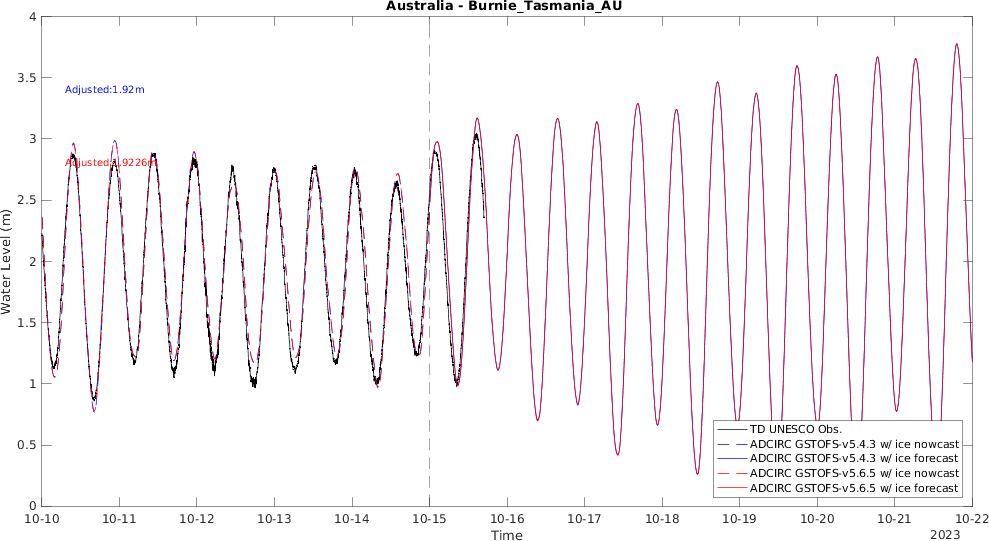 Australia - Burnie_Tasmania_AU
4
3.5
3
2.5
2
1.5
1
0.5
0
Water Level (m)
Adjusted:1.92m
Adjusted:1.9226m
10-10
10-11
10-12
10-13
10-14
10-15
10-16
10-17
10-18
10-19
10-20
10-21
10-22
2023
Time
TD UNESCO Obs.
ADCIRC GSTOFS-v5.4.3 w/ ice nowcast
ADCIRC GSTOFS-v5.4.3 w/ ice forecast
ADCIRC GSTOFS-v5.6.5 w/ ice nowcast
ADCIRC GSTOFS-v5.6.5 w/ ice forecast